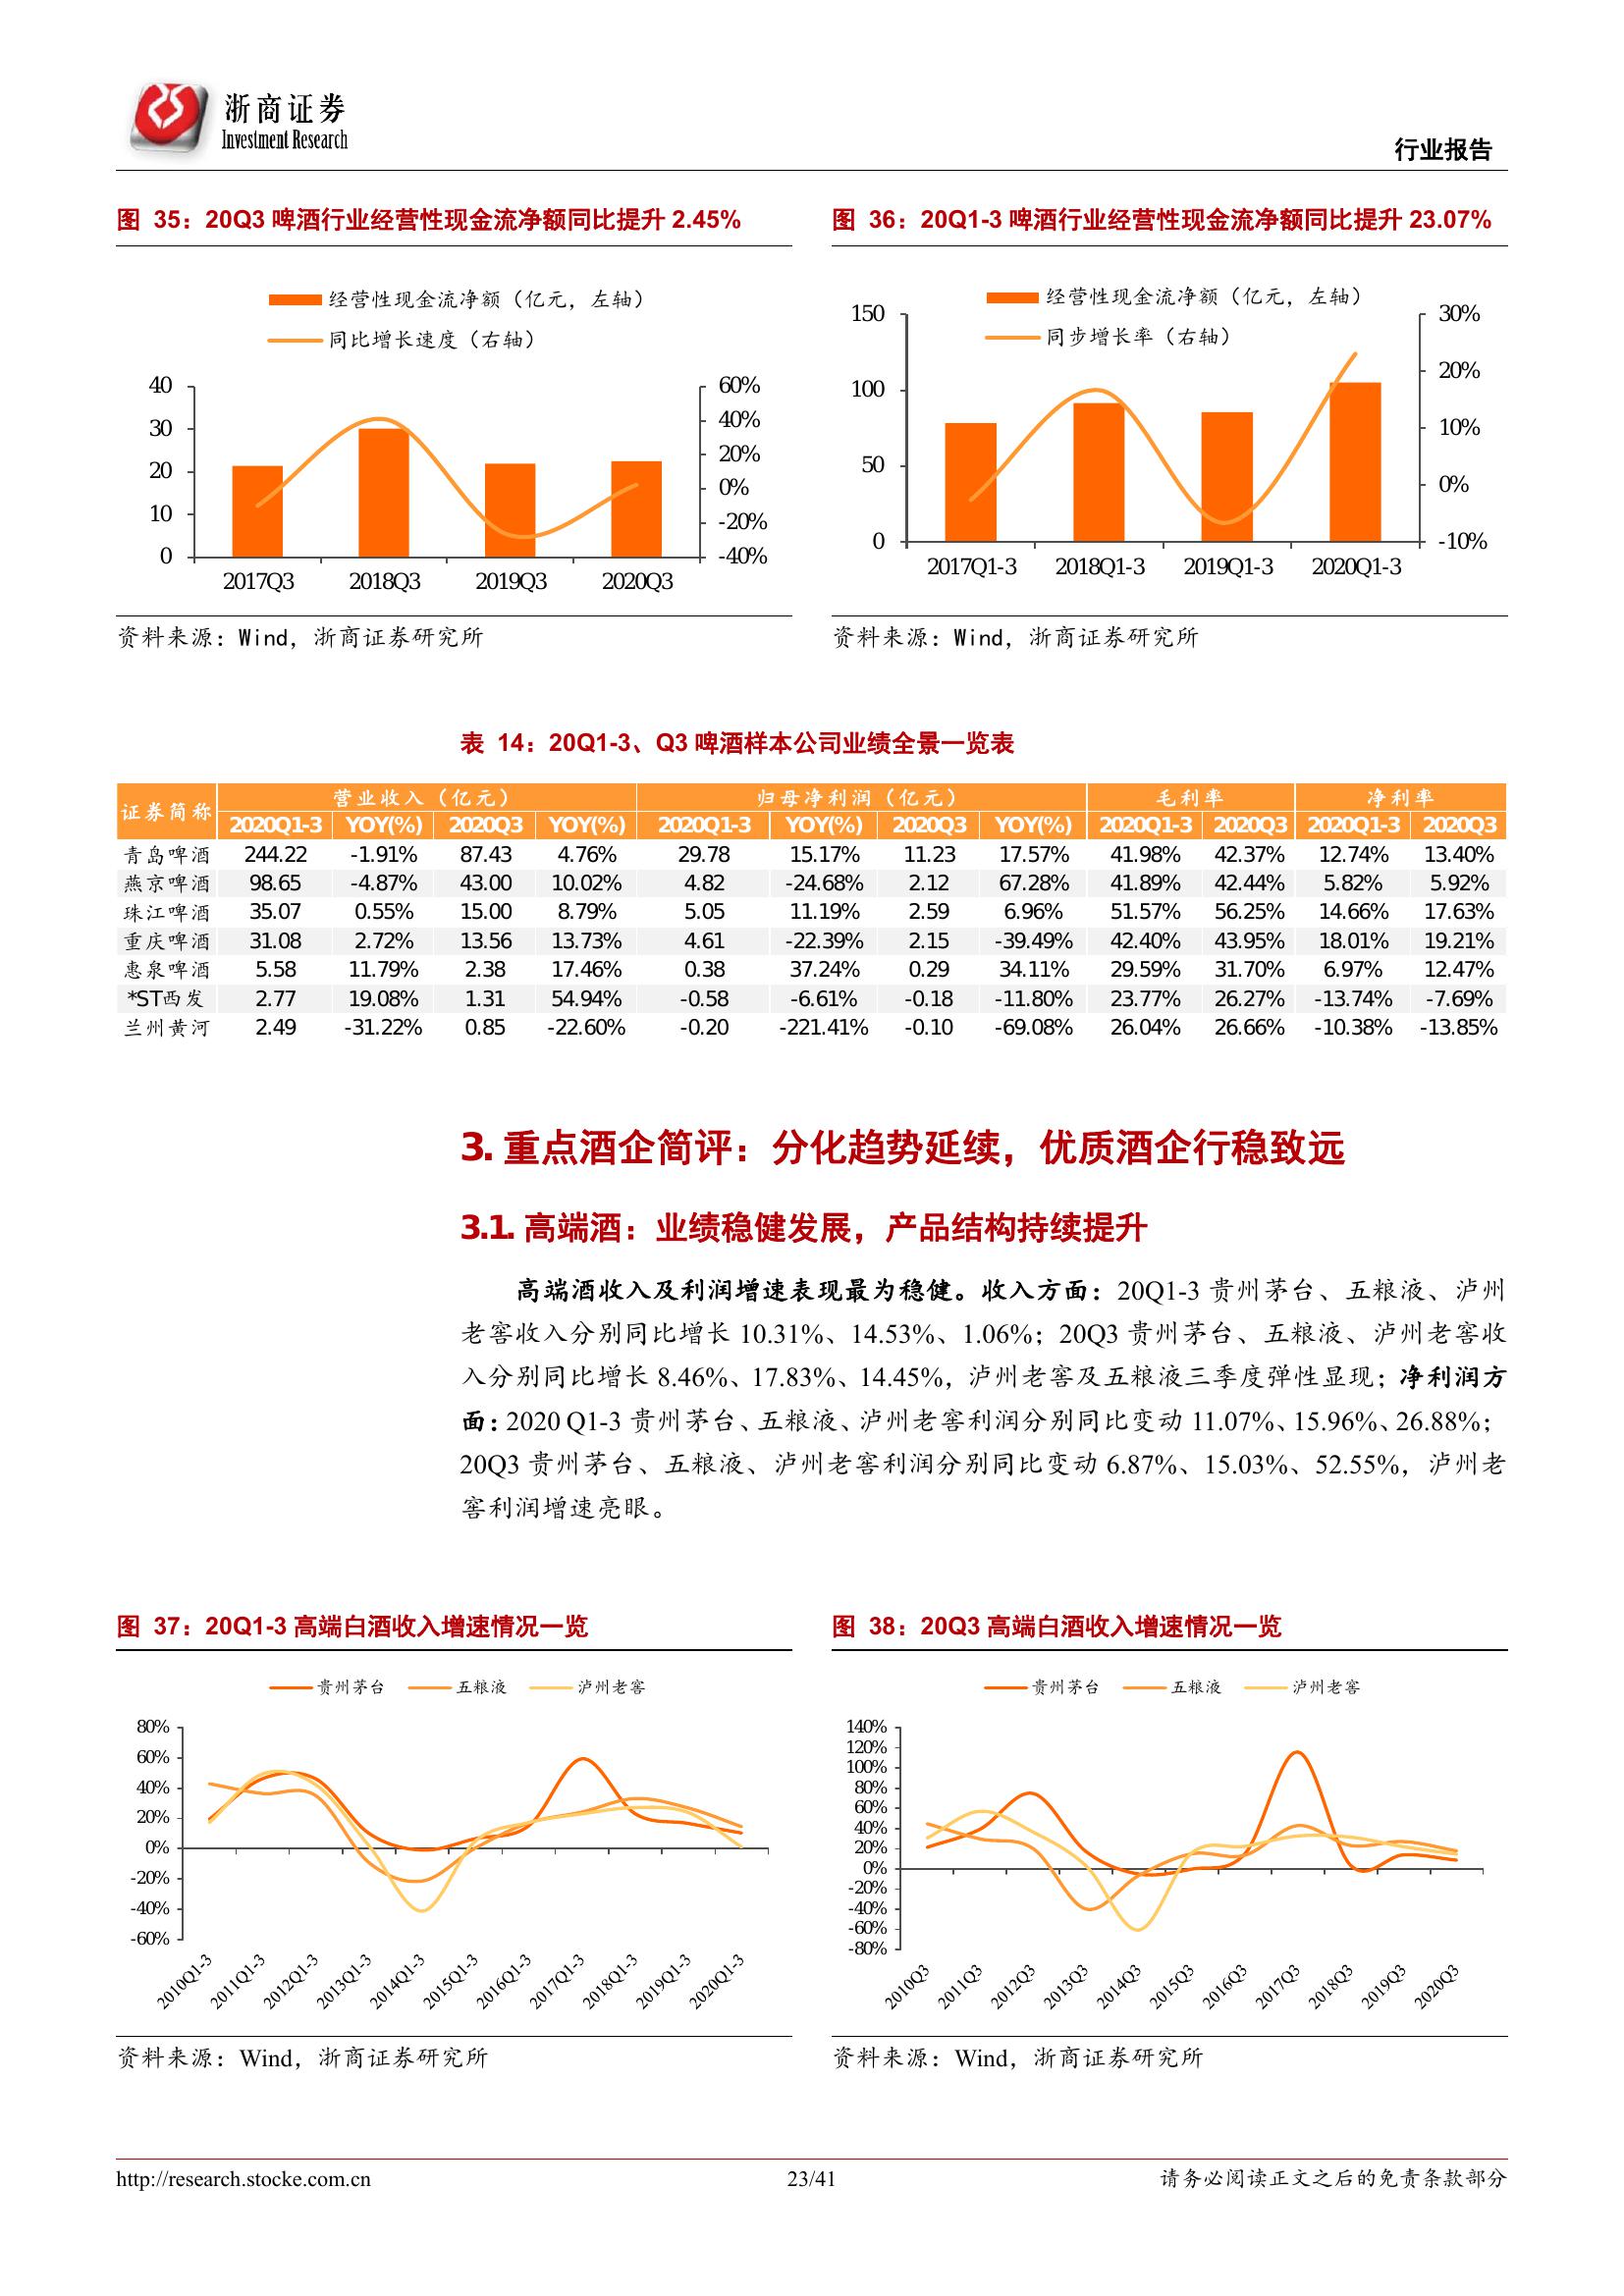 浙商证券
Investment Research
行业报告
图 35：20Q3 啤酒行业经营性现金流净额同比提升 2.45%
经营性现金流净额（亿元，左轴）
同比增长速度（右轴）
40
30
20
10
0
60%
40%
20%
0%
-20%
-40%
2017Q3 2018Q3 2019Q3 2020Q3
资料来源：Wind，浙商证券研究所
图 36：20Q1-3 啤酒行业经营性现金流净额同比提升 23.07%
经营性现金流净额（亿元，左轴）
同步增长率（右轴）
150
100
50
0
30%
20%
10%
0%
-10%
2017Q1-3 2018Q1-3 2019Q1-3 2020Q1-3
资料来源：Wind，浙商证券研究所
表 14：20Q1-3、Q3 啤酒样本公司业绩全景一览表
证券简称 营业收入（亿元） 归母净利润（亿元） 毛利率 净利率
2020Q1-3 YOY(%) 2020Q3 YOY(%) 2020Q1-3 YOY(%) 2020Q3 YOY(%) 2020Q1-3 2020Q3 2020Q1-3 2020Q3
青岛啤酒 244.22 -1.91% 87.43 4.76% 29.78 15.17% 11.23 17.57% 41.98% 42.37% 12.74% 13.40%
燕京啤酒 98.65 -4.87% 43.00 10.02% 4.82 -24.68% 2.12 67.28% 41.89% 42.44% 5.82% 5.92%
珠江啤酒 35.07 0.55% 15.00 8.79% 5.05 11.19% 2.59 6.96% 51.57% 56.25% 14.66% 17.63%
重庆啤酒 31.08 2.72% 13.56 13.73% 4.61 -22.39% 2.15 -39.49% 42.40% 43.95% 18.01% 19.21%
惠泉啤酒 5.58 11.79% 2.38 17.46% 0.38 37.24% 0.29 34.11% 29.59% 31.70% 6.97% 12.47%
*ST西发 2.77 19.08% 1.31 54.94% -0.58 -6.61% -0.18 -11.80% 23.77% 26.27% -13.74% -7.69%
兰州黄河 2.49 -31.22% 0.85 -22.60% -0.20 -221.41% -0.10 -69.08% 26.04% 26.66% -10.38% -13.85%
3. 重点酒企简评：分化趋势延续，优质酒企行稳致远
3.1. 高端酒：业绩稳健发展，产品结构持续提升
高端酒收入及利润增速表现最为稳健。收入方面：20Q1-3 贵州茅台、五粮液、泸州
老窖收入分别同比增长 10.31%、14.53%、1.06%；20Q3 贵州茅台、五粮液、泸州老窖收
入分别同比增长 8.46%、17.83%、14.45%，泸州老窖及五粮液三季度弹性显现；净利润方
面：2020 Q1-3 贵州茅台、五粮液、泸州老窖利润分别同比变动 11.07%、15.96%、26.88%；
20Q3 贵州茅台、五粮液、泸州老窖利润分别同比变动 6.87%、15.03%、52.55%，泸州老
窖利润增速亮眼。
图 37：20Q1-3 高端白酒收入增速情况一览
贵州茅台 五粮液 泸州老窖
80%
60%
40%
20%
0%
-20%
-40%
-60%
2010Q1-3 2011Q1-3 2012Q1-3 2013Q1-3 2014Q1-3 2015Q1-3 2016Q1-3 2017Q1-3 2018Q1-3 2019Q1-3 2020Q1-3
资料来源：Wind，浙商证券研究所
图 38：20Q3 高端白酒收入增速情况一览
贵州茅台 五粮液 泸州老窖
140%
120%
100%
80%
60%
40%
20%
0%
-20%
-40%
-60%
-80%
2010Q3 2011Q3 2012Q3 2013Q3 2014Q3 2015Q3 2016Q3 2017Q3 2018Q3 2019Q3 2020Q3
资料来源：Wind，浙商证券研究所
http://research.stocke.com.cn 23/41 请务必阅读正文之后的免责条款部分